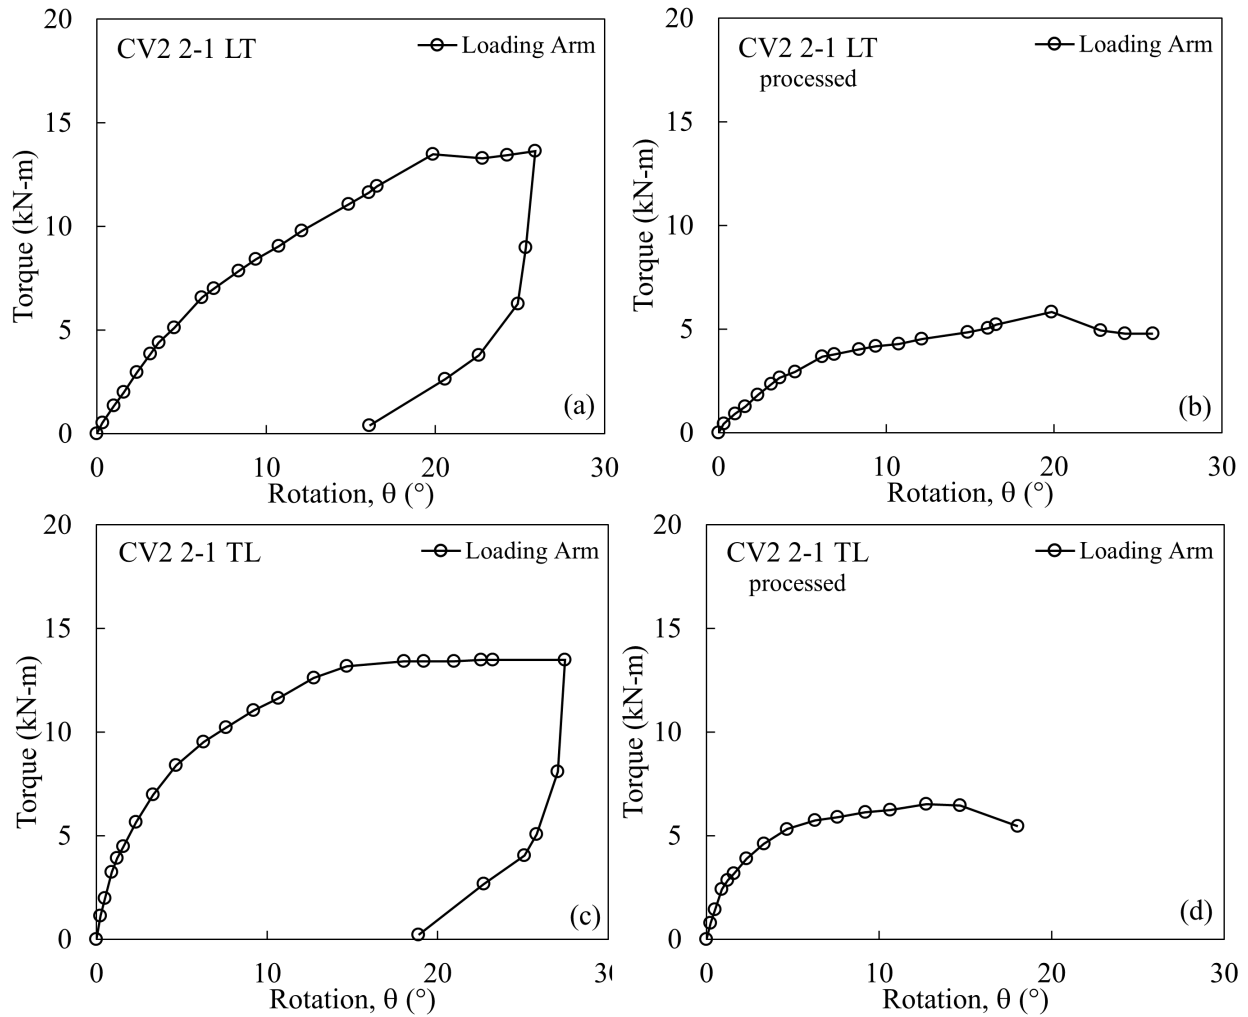 20
15
10
5
0
Torque (kN-m)
CV2 2-1 LT
Loading Arm
(a)
0 10 20 30
Rotation, θ (°)
20
15
10
5
0
Torque (kN-m)
CV2 2-1 LT
processed
Loading Arm
(b)
0 10 20 30
Rotation, θ (°)
20
15
10
5
0
Torque (kN-m)
CV2 2-1 TL
Loading Arm
(c)
0 10 20
Rotation, θ (°)
20
15
10
5
0
Torque (kN-m)
CV2 2-1 TL
processed
Loading Arm
(d)
0 10 20 30
Rotation, θ (°)